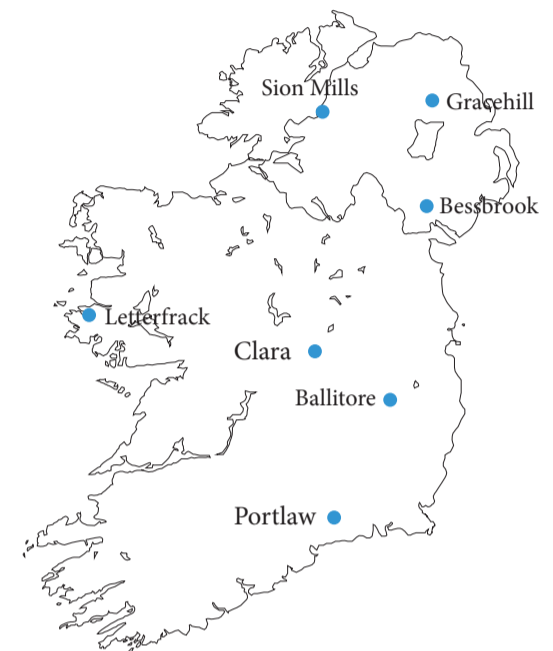 Sion Mills
Gracehill
Bessbrook
Letterfrack
Clara
Ballitore
Portlaw